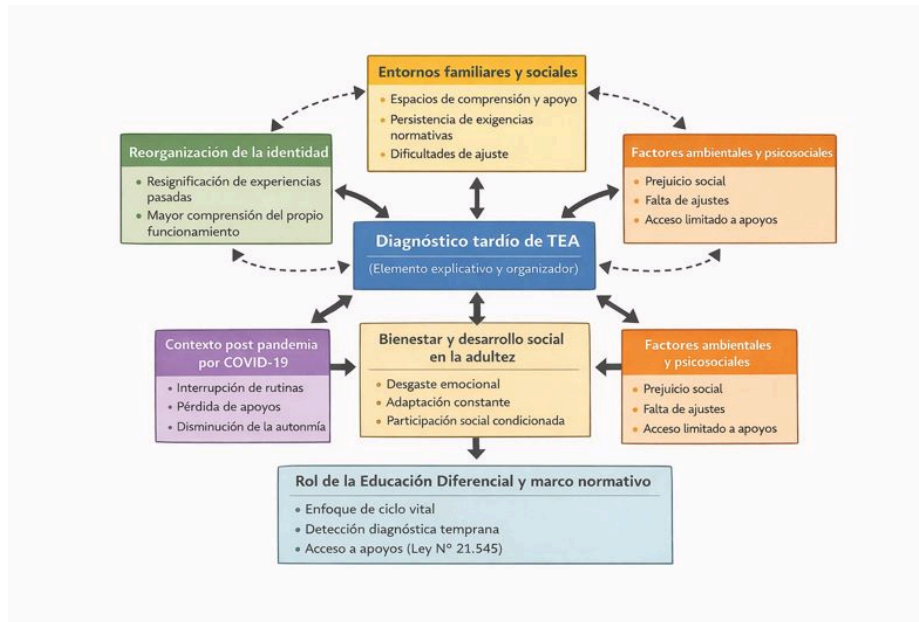 Entornos familiares y sociales
• Espacios de comprensión y apoyo
• Persistencia de exigencias
normativas
• Dificultades de ajuste
Reorganización de la identidad
• Resignificación de experiencias
pasadas
• Mayor comprensión del propio
funcionamiento
Factores ambientales y psicosociales
• Prejuicio social
• Falta de ajustes
• Acceso limitado a apoyos
Diagnóstico tardío de TEA
(Elemento explicativo y organizador)
Contexto post pandemia
por COVID-19
• Interrupción de rutinas
• Pérdida de apoyos
• Disminución de la autonmía
Bienestar y desarrollo social
en la adultez
• Desgaste emocional
• Adaptación constante
• Participación social condicionada
Factores ambientales
y psicosociales
• Prejuicio social
• Falta de ajustes
• Acceso limitado a apoyos
Rol de la Educación Diferencial y marco normativo
• Enfoque de ciclo vital
• Detección diagnóstica temprana
• Acceso a apoyos (Ley N° 21.545)